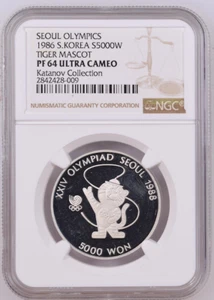 SEOUL OLYMPICS
1986 S.KOREA S5000W
TIGER MASCOT
PF 64 ULTRA CAMEO
Katanov Collection
2842428-009
NUMISMATIC GUARANTY CORPORATION
NGC
XXIV OLYMPIAD SEOUL 1988
5000 WON